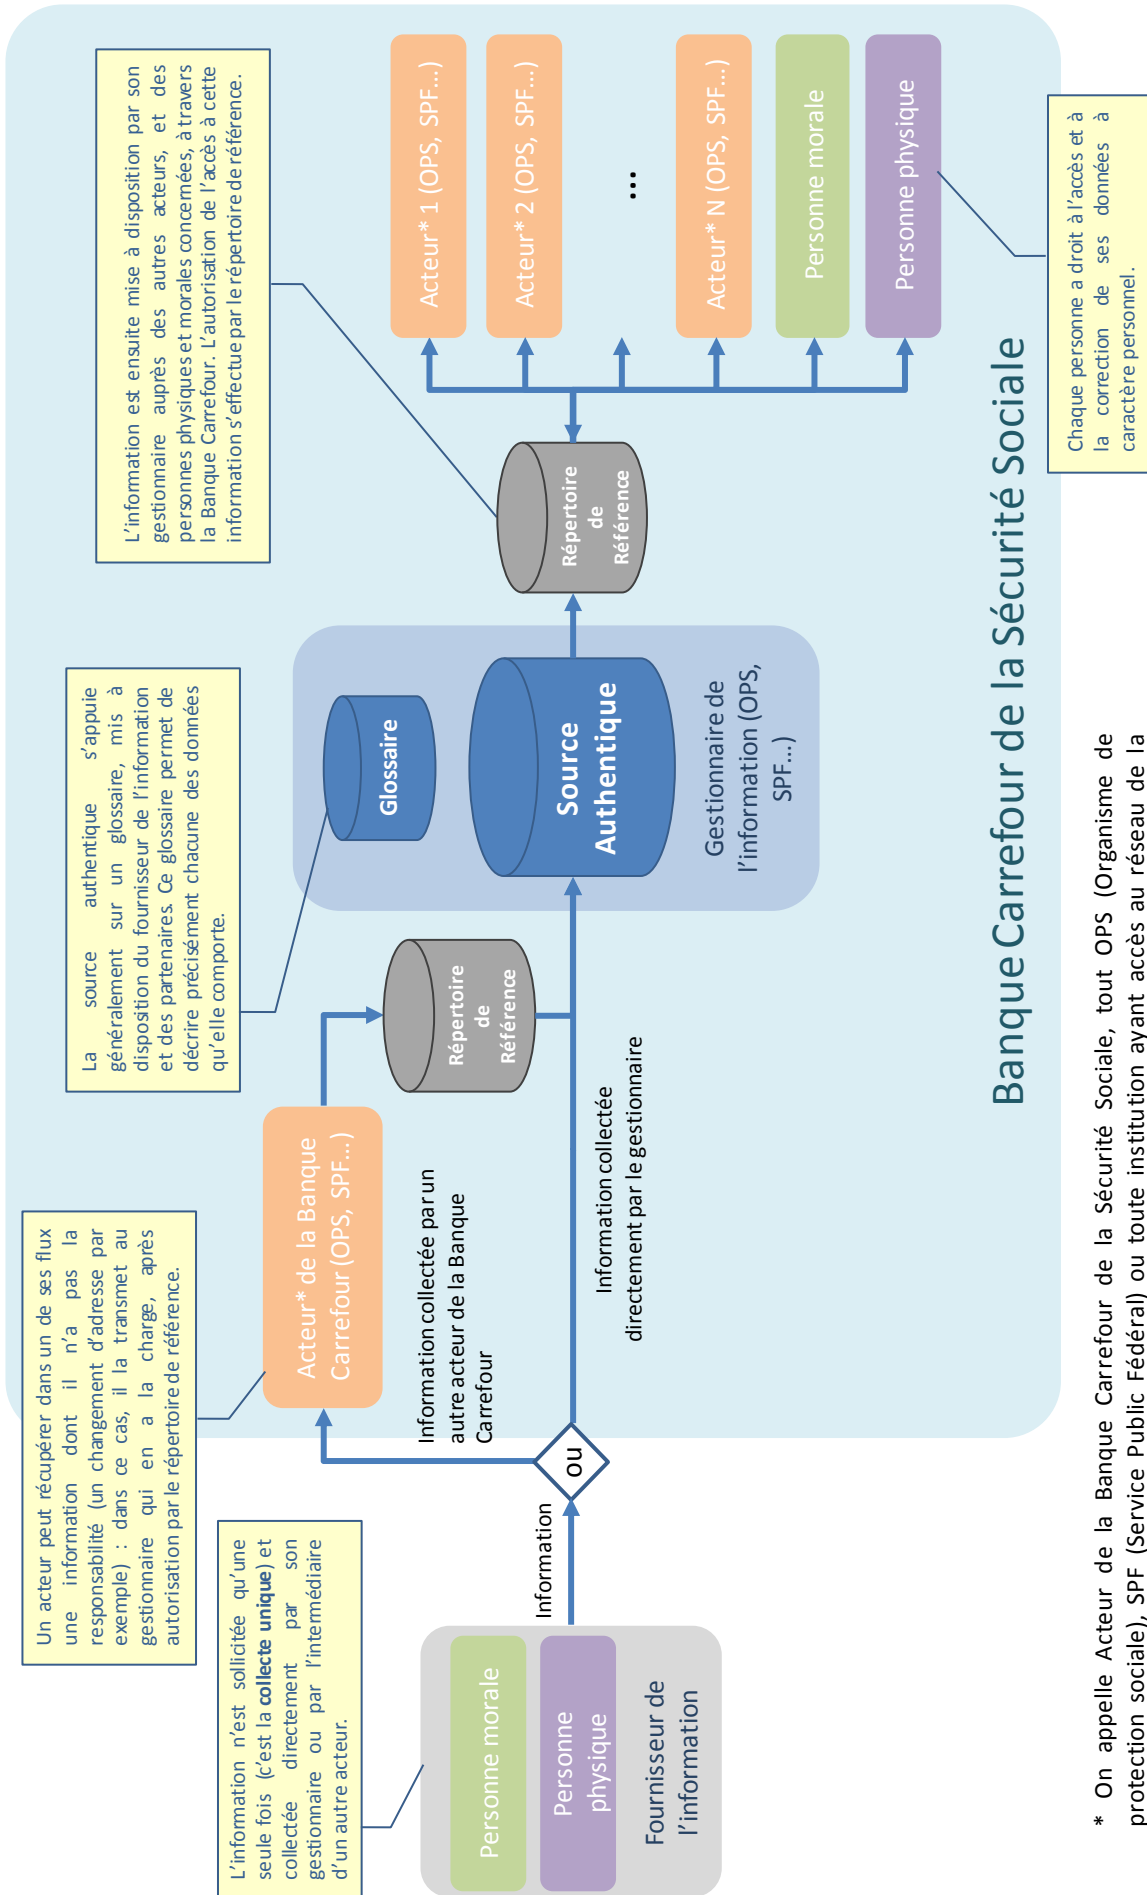 L'information n'est sollicitée qu'une
seule fois (c'est la collecte unique) et
collectée directement par son
gestionnaire ou par l'intermédiaire
d'un autre acteur.
Un acteur peut récupérer dans un de ses flux
une information dont il n'a pas la
responsabilité (un changement d'adresse par
exemple) : dans ce cas, il la transmet au
gestionnaire qui en a la charge, après
autorisation par le répertoire de référence.
La source authentique s'appuie
généralement sur un glossaire, mis à
disposition du fournisseur de l'information
et des partenaires. Ce glossaire permet de
décrire précisément chacune des données
qu'elle comporte.
L'information est ensuite mise à disposition par son
gestionnaire auprès des autres acteurs, et des
personnes physiques et morales concernées, à travers
la Banque Carrefour. L'autorisation de l'accès à cette
information s'effectue par le répertoire de référence.
Personne morale
Personne
physique
Fournisseur de
l'information
Information
ou
Acteur* de la Banque
Carrefour (OPS, SPF...)
Information collectée par un
autre acteur de la Banque
Carrefour
Information collectée
directement par le gestionnaire
Répertoire
de
Référence
Glossaire
Source
Authentique
Gestionnaire de
l'information (OPS,
SPF...)
Répertoire
de
Référence
Acteur* 1 (OPS, SPF...)
Acteur* 2 (OPS, SPF...)
...
Acteur* N (OPS, SPF...)
Personne morale
Personne physique
Chaque personne a droit à l'accès et à
la correction de ses données à
caractère personnel.
Banque Carrefour de la Sécurité Sociale
* On appelle Acteur de la Banque Carrefour de la Sécurité Sociale, tout OPS (Organisme de
protection sociale), SPF (Service Public Fédéral) ou toute institution ayant accès au réseau de la